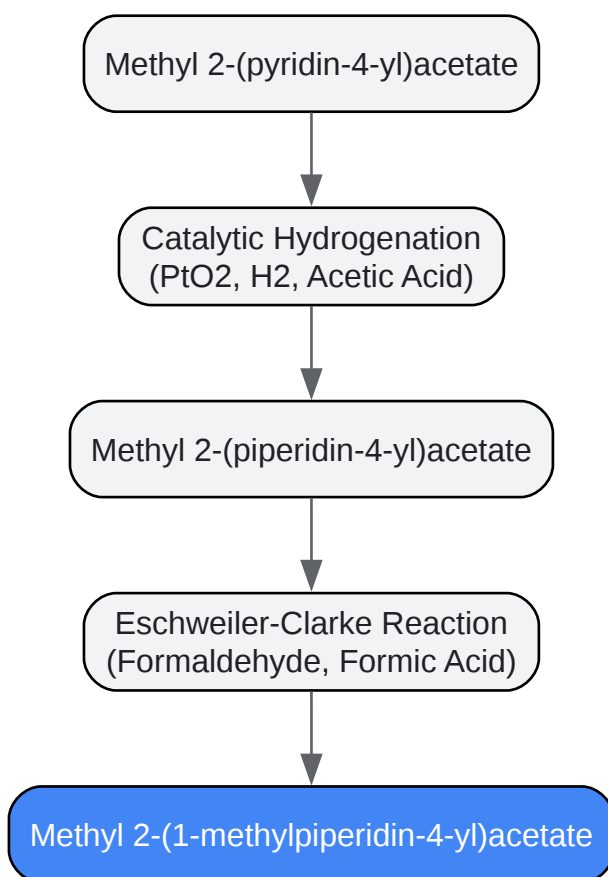 Methyl 2-(pyridin-4-yl)acetate
Catalytic Hydrogenation
(PtO2, H2, Acetic Acid)
Methyl 2-(piperidin-4-yl)acetate
Eschweiler-Clarke Reaction
(Formaldehyde, Formic Acid)
Methyl 2-(1-methylpiperidin-4-yl)acetate